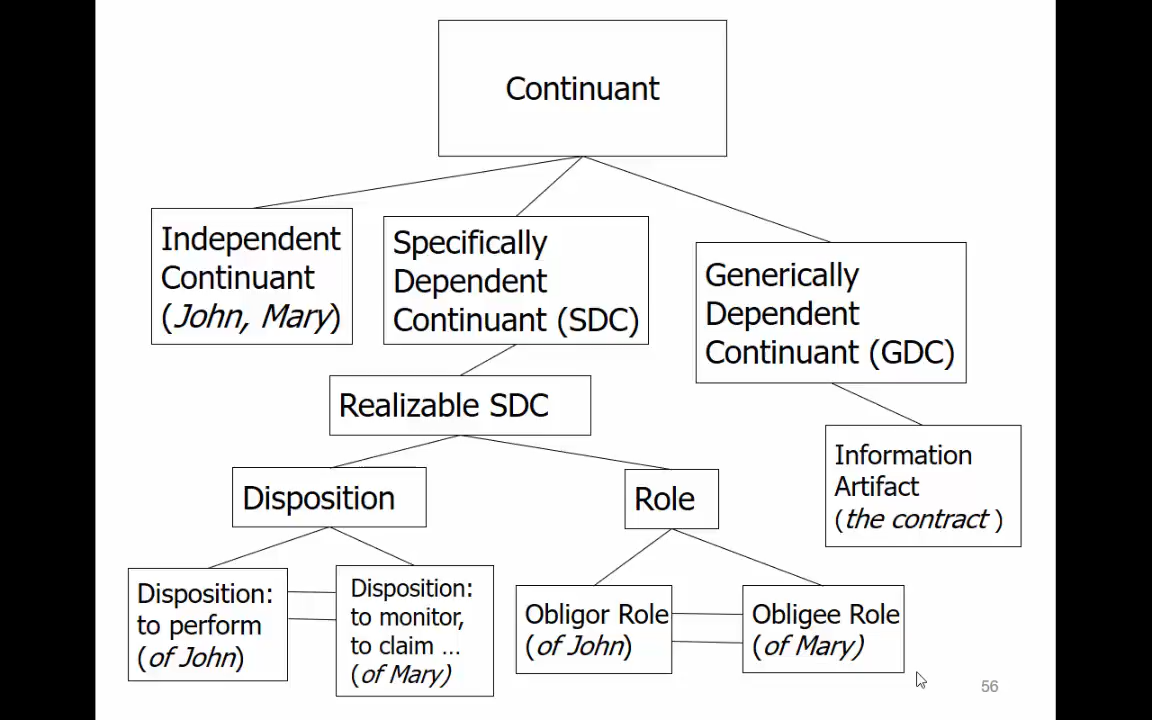 Continuant
Independent
Continuant
(John, Mary)
Specifically
Dependent
Continuant (SDC)
Generically
Dependent
Continuant (GDC)
Realizable SDC
Information
Artifact
(the contract )
Disposition
Role
Disposition:
to perform
(of John)
Disposition:
to monitor,
to claim ...
(of Mary)
Obligor Role
(of John)
Obligee Role
(of Mary)
56